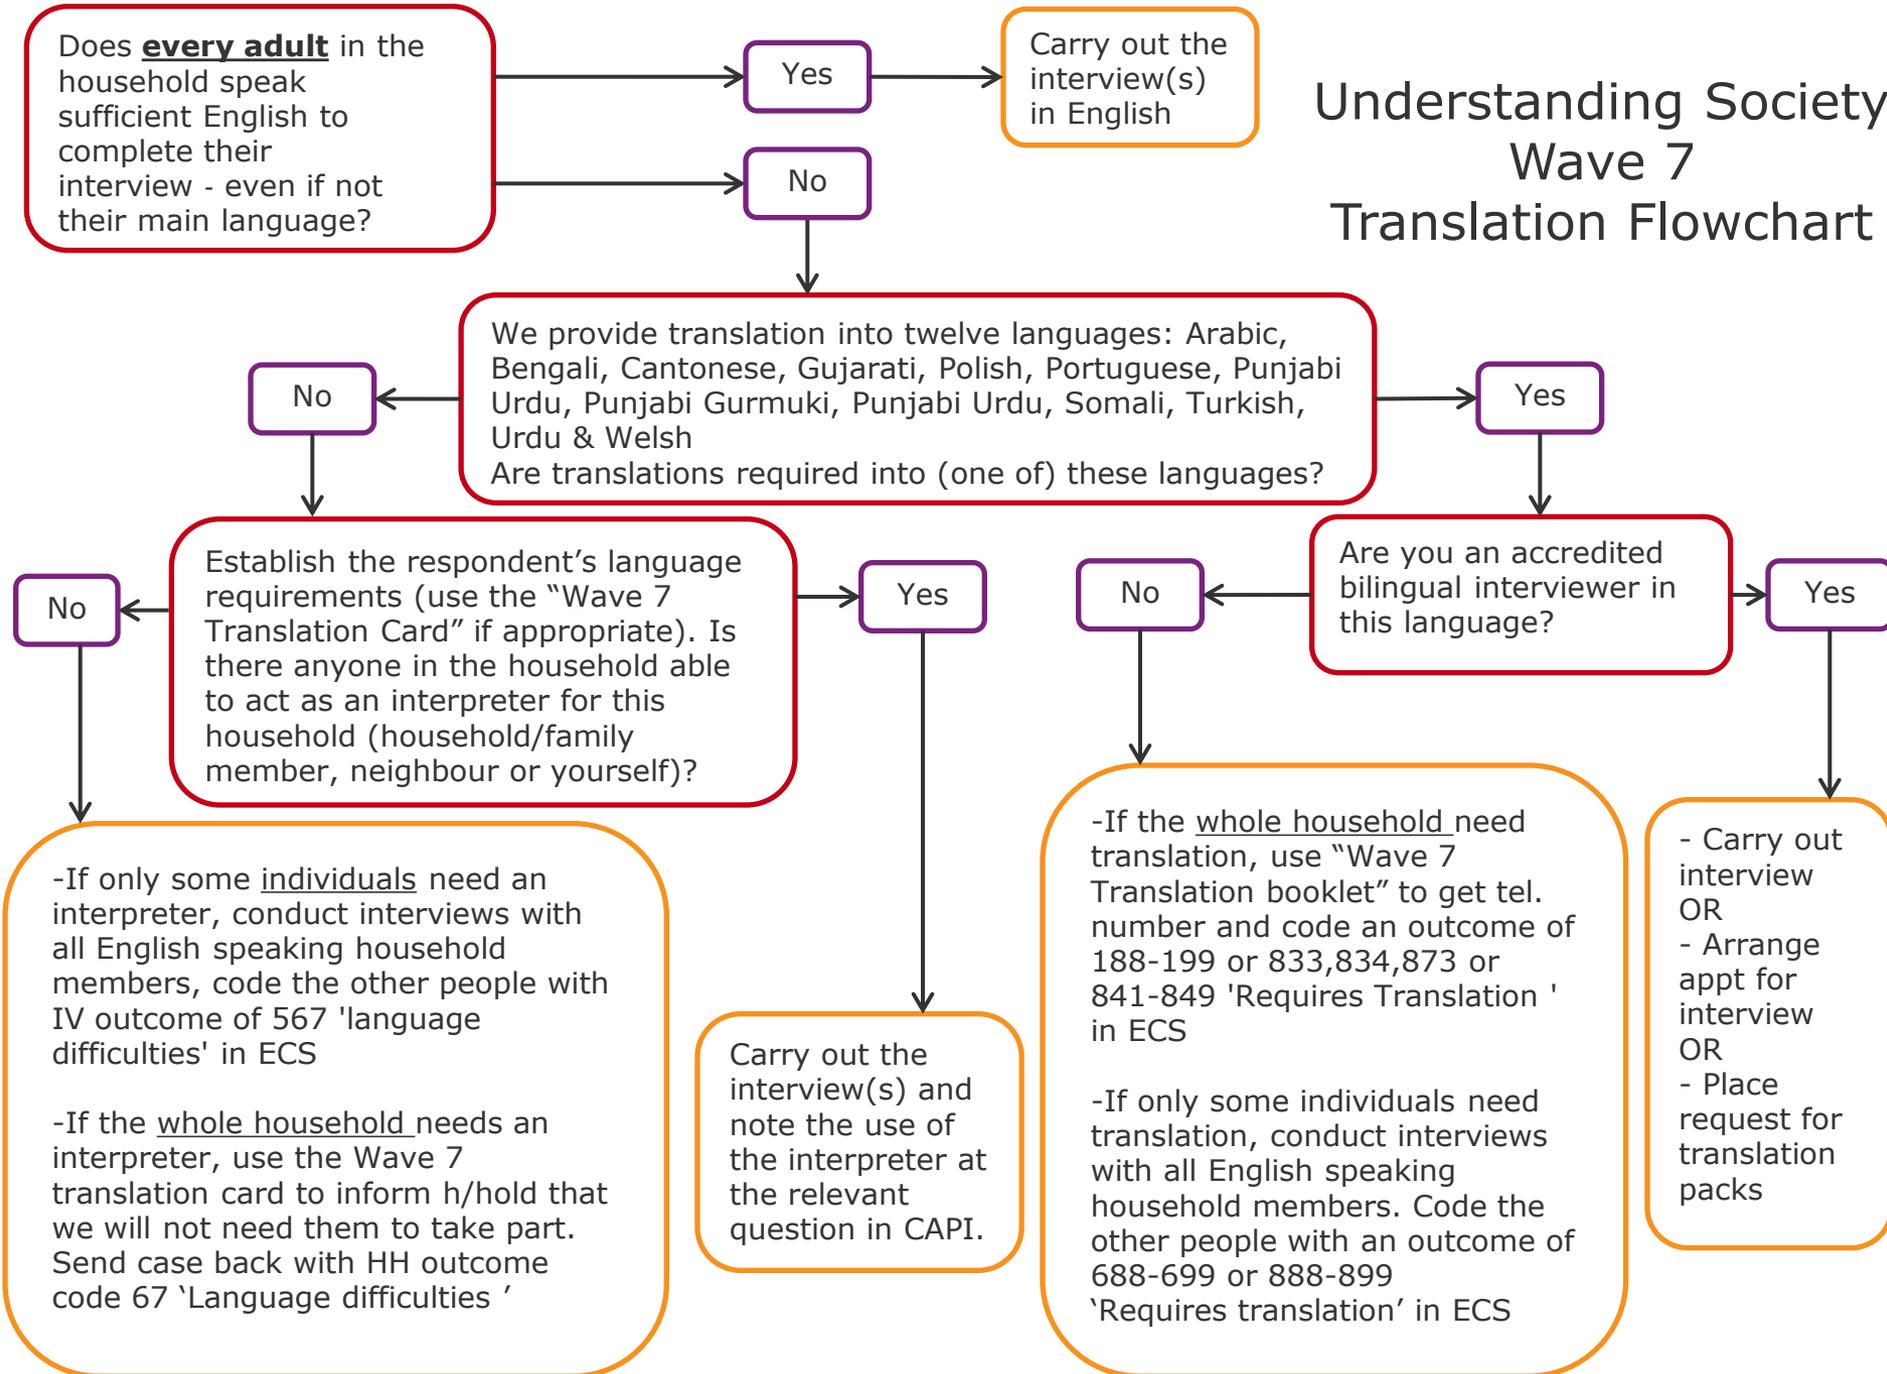 Does every adult in the
household speak
sufficient English to
complete their
interview - even if not
their main language?
Yes
Carry out the
interview(s)
in English
Understanding Society
Wave 7
Translation Flowchart
No
We provide translation into twelve languages: Arabic,
Bengali, Cantonese, Gujarati, Polish, Portuguese, Punjabi
Urdu, Punjabi Gurmuki, Punjabi Urdu, Somali, Turkish,
Urdu & Welsh
Are translations required into (one of) these languages?
No
Yes
Establish the respondent’s language
requirements (use the “Wave 7
Translation Card” if appropriate). Is
there anyone in the household able
to act as an interpreter for this
household (household/family
member, neighbour or yourself)?
No
Yes
Are you an accredited
bilingual interviewer in
this language?
No
Yes
-If only some individuals need an
interpreter, conduct interviews with
all English speaking household
members, code the other people with
IV outcome of 567 'language
difficulties' in ECS
-If the whole household needs an
interpreter, use the Wave 7
translation card to inform h/hold that
we will not need them to take part.
Send case back with HH outcome
code 67 ‘Language difficulties ’
Carry out the
interview(s) and
note the use of
the interpreter at
the relevant
question in CAPI.
-If the whole household need
translation, use “Wave 7
Translation booklet” to get tel.
number and code an outcome of
188-199 or 833,834,873 or
841-849 'Requires Translation '
in ECS
-If only some individuals need
translation, conduct interviews
with all English speaking
household members. Code the
other people with an outcome of
688-699 or 888-899
‘Requires translation’ in ECS
- Carry out
interview
OR
- Arrange
appt for
interview
OR
- Place
request for
translation
packs